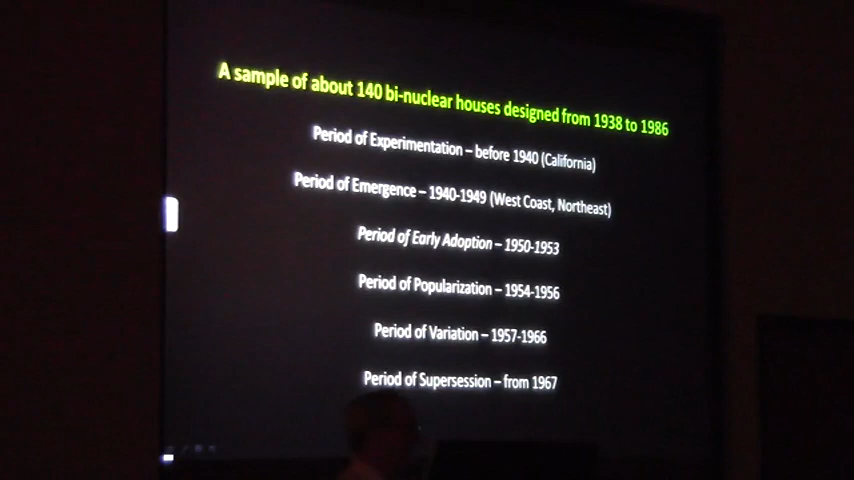 A sample of about 140 bi-nuclear houses designed from 1938 to 1986
Period of Experimentation – before 1940 (California)
Period of Emergence – 1940-1949 (West Coast, Northeast)
Period of Early Adoption – 1950-1953
Period of Popularization – 1954-1956
Period of Variation – 1957-1966
Period of Supersession – from 1967